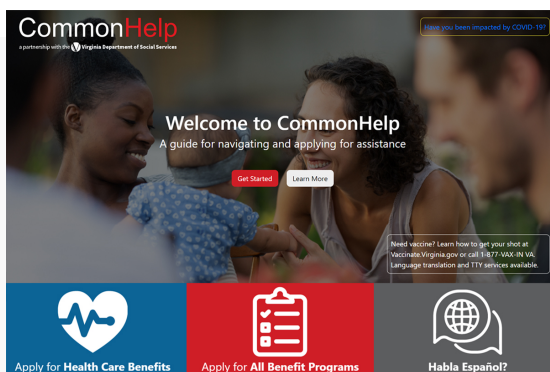 CommonHelp
a partnership with the Virginia Department of Social Services
Have you been impacted by COVID-19?
Welcome to CommonHelp
A guide for navigating and applying for assistance
Get Started
Learn More
Need vaccine? Learn how to get your shot at
Vaccinate.Virginia.gov or call 1-877-VAX-IN VA.
Language translation and TTY services available.
Apply for Health Care Benefits
Apply for All Benefit Programs
Habla Español?